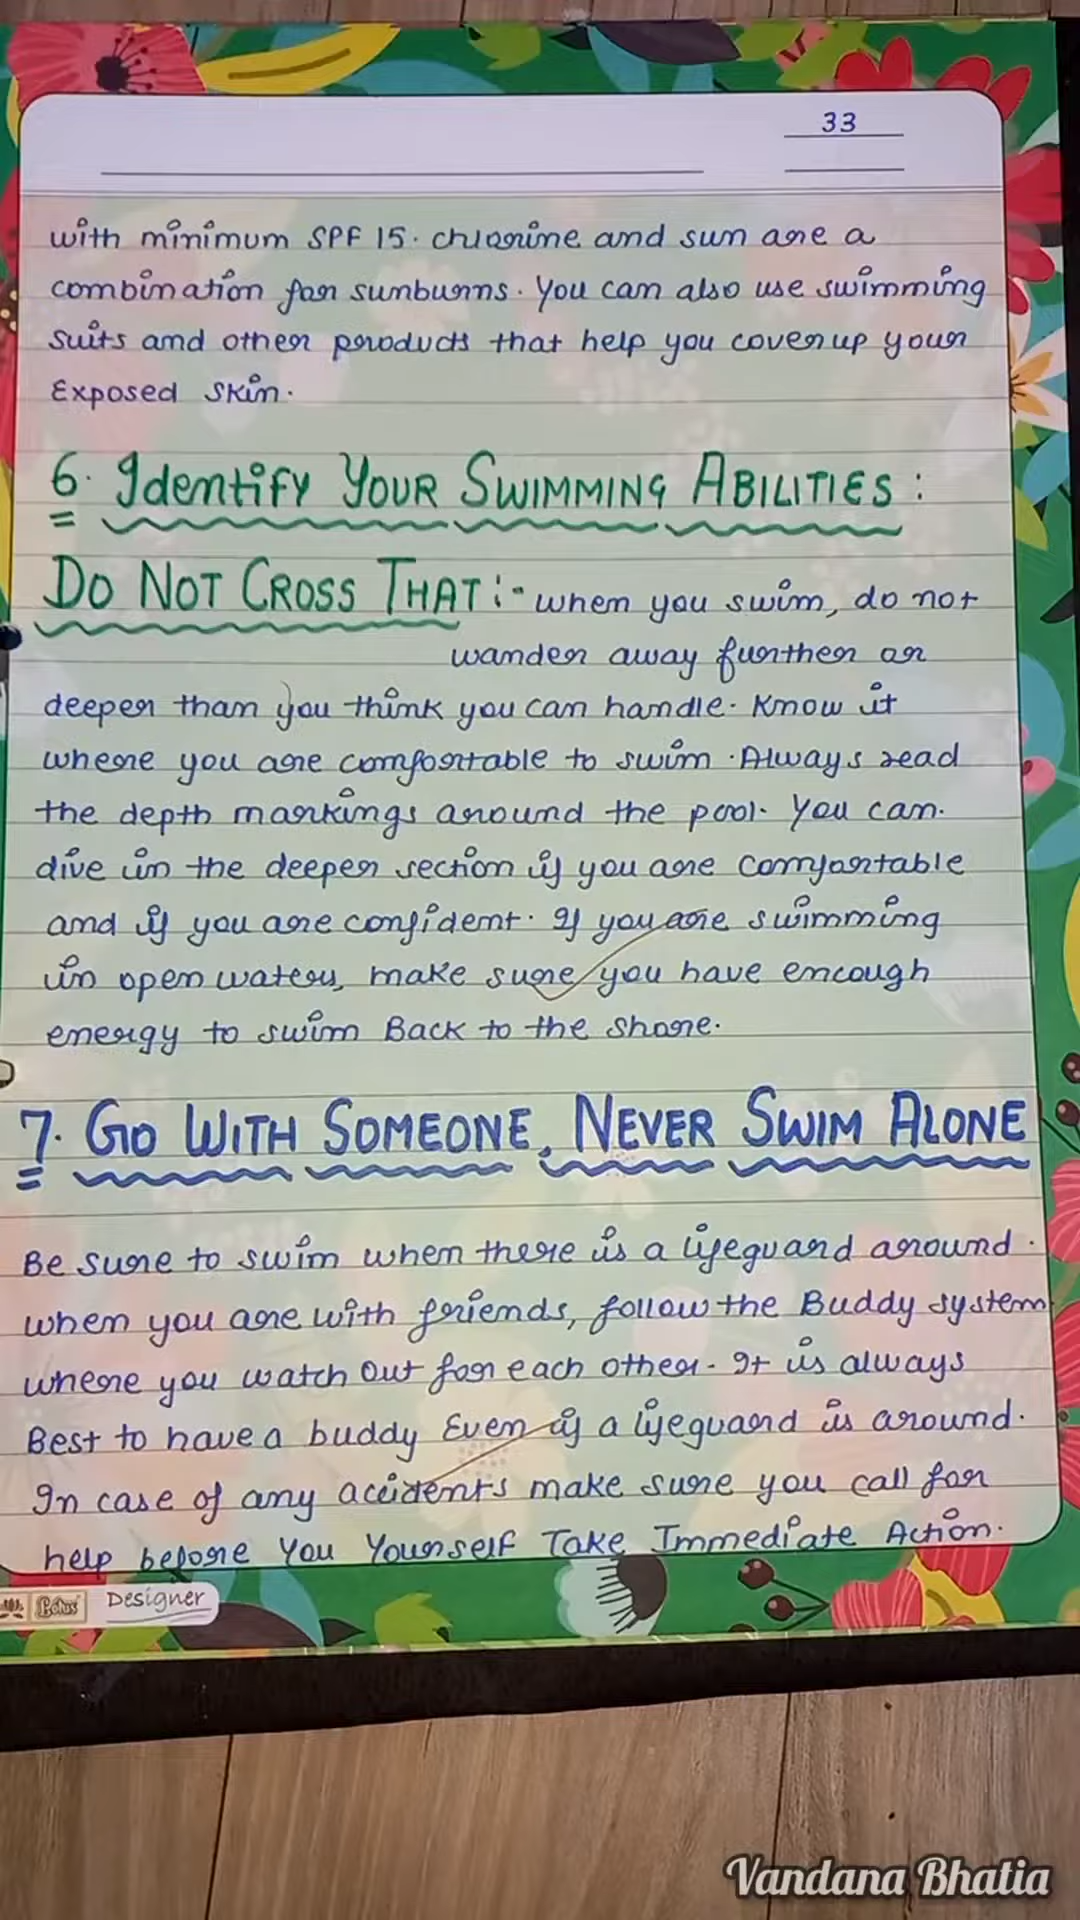 33
with minimum SPF 15. chlorine and sun are a
combination for sunburns. You can also use swimming
suits and other products that help you cover up your
Exposed Skin.
6. Identify YOUR SWIMMING ABILITIES :
DO NOT CROSS THAT :- when you swim, do not
wander away further or
deeper than you think you can handle. Know it
where you are comfortable to swim. Always read
the depth markings around the pool. You can.
dive in the deeper section if you are comfortable
and if you are confident. If you are swimming
in open waters, make sure you have encough
energy to swim Back to the shore.
7. GO WITH SOMEONE, NEVER SWIM ALONE
Be sure to swim when there is a lifeguard around.
when you are with friends, follow the Buddy system
where you watch out for each other. It is always
Best to have a buddy Even if a lifeguard is around.
In case of any accidents make sure you call for
help before You Yourself Take Immediate Action.
Lotus Designer
Vandana Bhatia